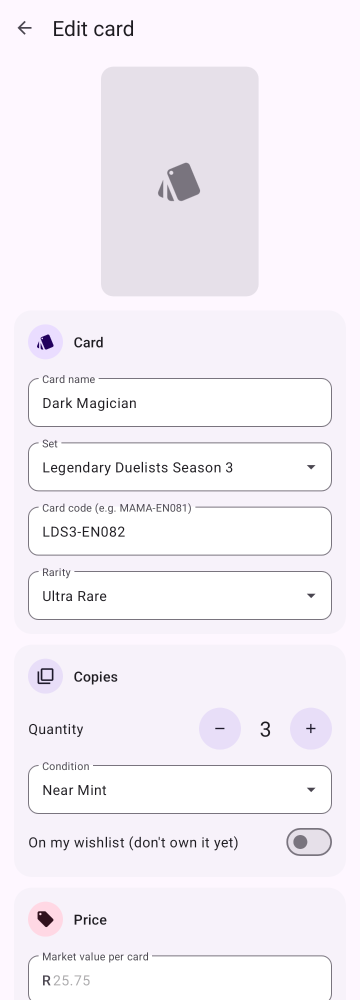 Edit card
Card
Card name
Dark Magician
Set
Legendary Duelists Season 3
Card code (e.g. MAMA-EN081)
LDS3-EN082
Rarity
Ultra Rare
Copies
Quantity − 3 +
Condition
Near Mint
On my wishlist (don't own it yet)
Price
Market value per card
R 25.75